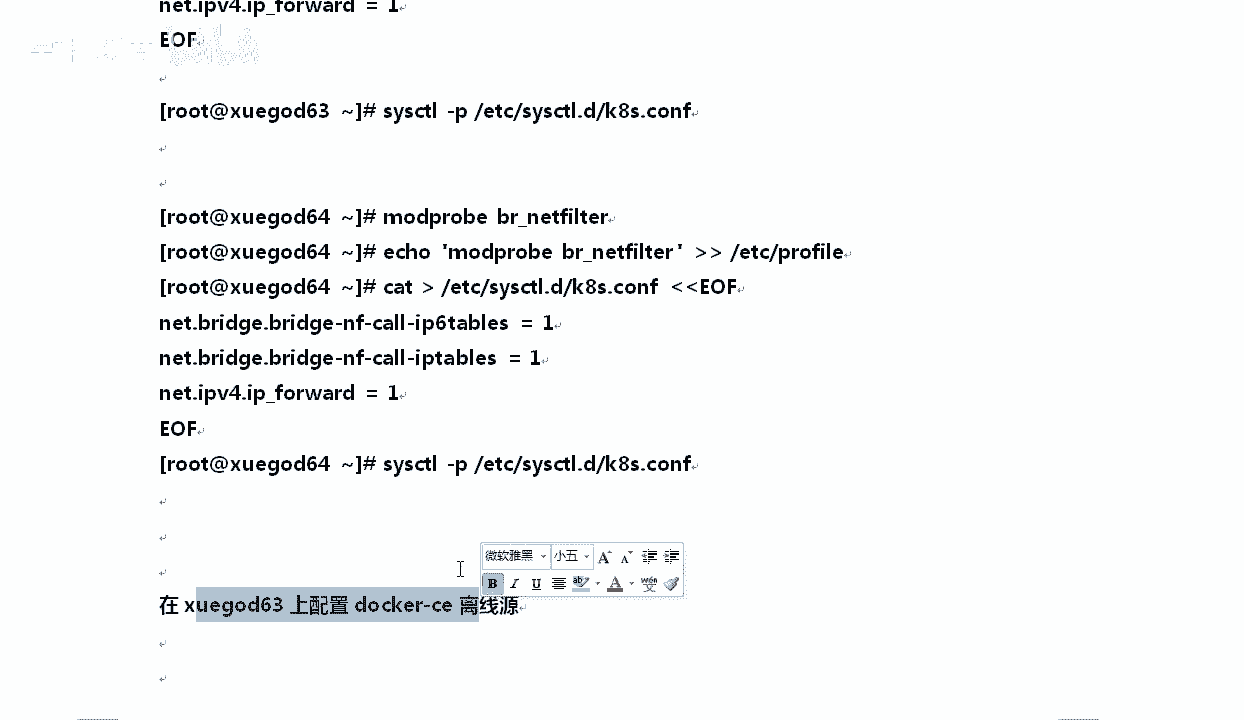 net.ipv4.ip_forward = 1
EOF
[root@xuegod63 ~]# sysctl -p /etc/sysctl.d/k8s.conf
[root@xuegod64 ~]# modprobe br_netfilter
[root@xuegod64 ~]# echo 'modprobe br_netfilter' >> /etc/profile
[root@xuegod64 ~]# cat > /etc/sysctl.d/k8s.conf <<EOF
net.bridge.bridge-nf-call-ip6tables = 1
net.bridge.bridge-nf-call-iptables = 1
net.ipv4.ip_forward = 1
EOF
[root@xuegod64 ~]# sysctl -p /etc/sysctl.d/k8s.conf
微软雅黑 小五 A A
B I U ab A wén 文
在 xuegod63 上配置 docker-ce 离线源